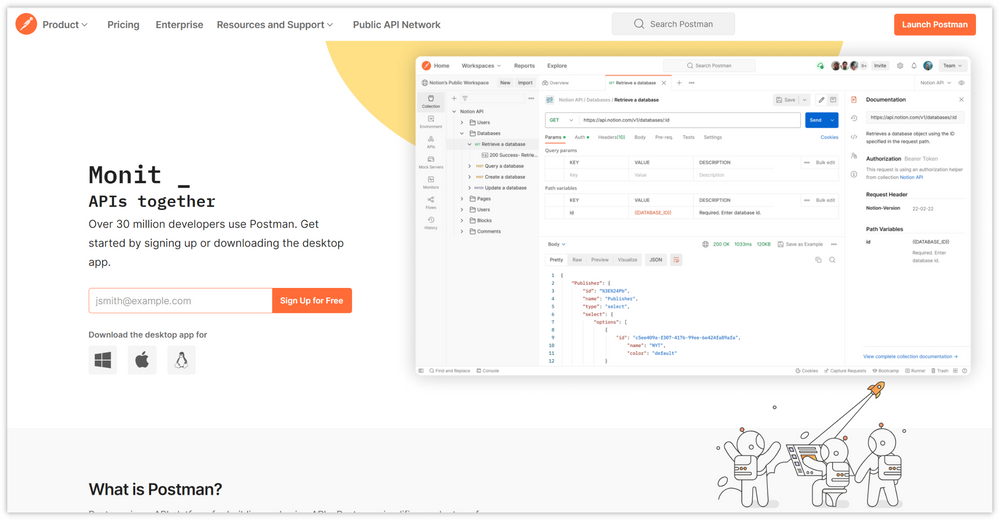 Product Pricing Enterprise Resources and Support Public API Network Search Postman Launch Postman
Monit _
APIs together
Over 30 million developers use Postman. Get
started by signing up or downloading the desktop
app.
jsmith@example.com Sign Up for Free
Download the desktop app for
Home Workspaces Reports Explore Search Postman Invite Team
Notion's Public Workspace New Import Overview GET Retrieve a database Notion API
Collection
Environment
APIs
Mock Servers
Monitors
Flows
History
Notion API
Users
Databases
GET Retrieve a database
200 Success- Retrie...
POST Query a database
POST Create a database
PATCH Update a database
Pages
Users
Blocks
Comments
Notion API / Databases / Retrieve a database Save
GET https://api.notion.com/v1/databases/:id Send
Params Auth Headers(10) Body Pre-req. Tests Settings Cookies
Query params
KEY VALUE DESCRIPTION Bulk edit
Key Value Description
Path variables
KEY VALUE DESCRIPTION Bulk edit
id {{DATABASE_ID}} Required. Enter database id.
Body 200 OK 1033ms 120KB Save as Example
Pretty Raw Preview Visualize JSON
1 {
2 "Publisher": {
3 "id": "%3E%24Pb",
4 "name": "Publisher",
5 "type": "select",
6 "select": {
7 "options": [
8 {
9 "id":
10 "name": "NYT",
11 "color": "default"
12 }
Documentation
https://api.notion.com/v1/databases/:id
Retrieves a database object using the ID
specified in the request path.
Authorization Bearer Token
This request is using an authorization helper
from collection Notion API
Request Header
Notion-Version 22-02-22
Path Variables
id {{DATABASE_ID}}
Required. Enter
database id.
View complete collection documentation →
Find and Replace Console Cookies Capture Requests Bootcamp Runner Trash
What is Postman?